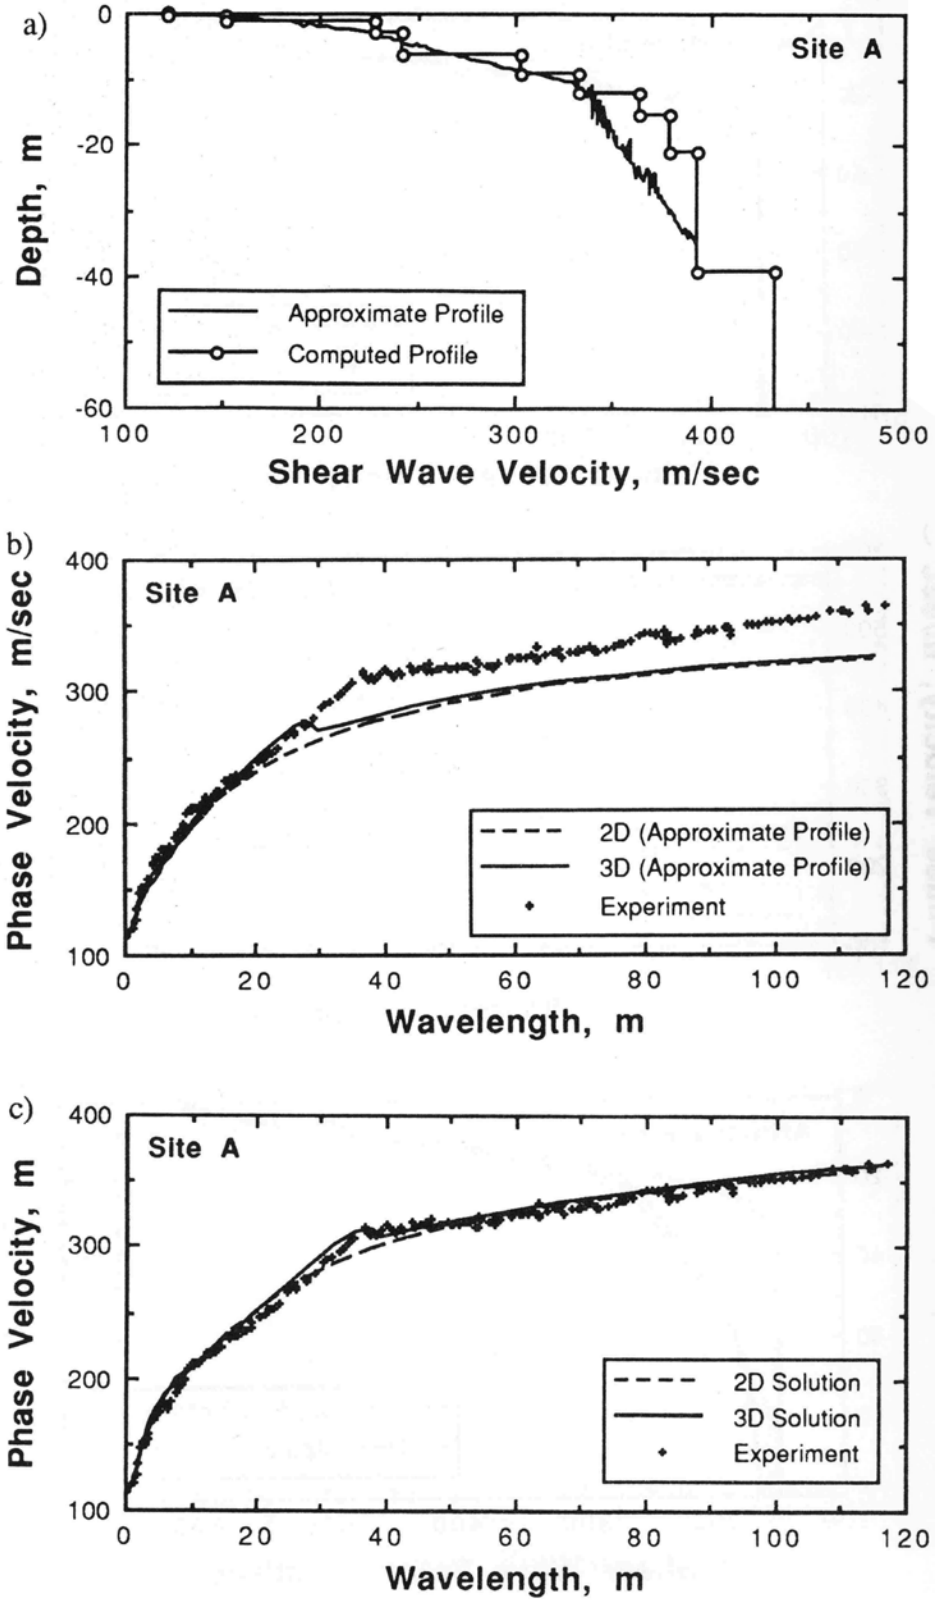 a)
Site A
0
-20
-40
-60
Depth, m
Approximate Profile
Computed Profile
100 200 300 400 500
Shear Wave Velocity, m/sec
b)
Site A
400
300
200
100
Phase Velocity, m/sec
2D (Approximate Profile)
3D (Approximate Profile)
Experiment
0 20 40 60 80 100 120
Wavelength, m
c)
Site A
400
300
200
100
Phase Velocity, m
2D Solution
3D Solution
Experiment
0 20 40 60 80 100 120
Wavelength, m